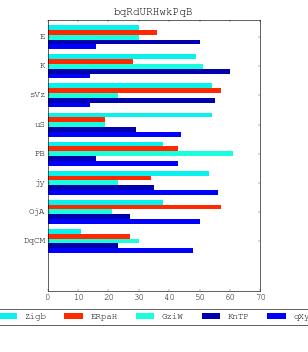 bqRdURHwkPqB
E
K
sVz
uS
PB
jy
OjA
DqCM
0 10 20 30 40 50 60 70
Zigb ERpaH GziW KnTP qXy